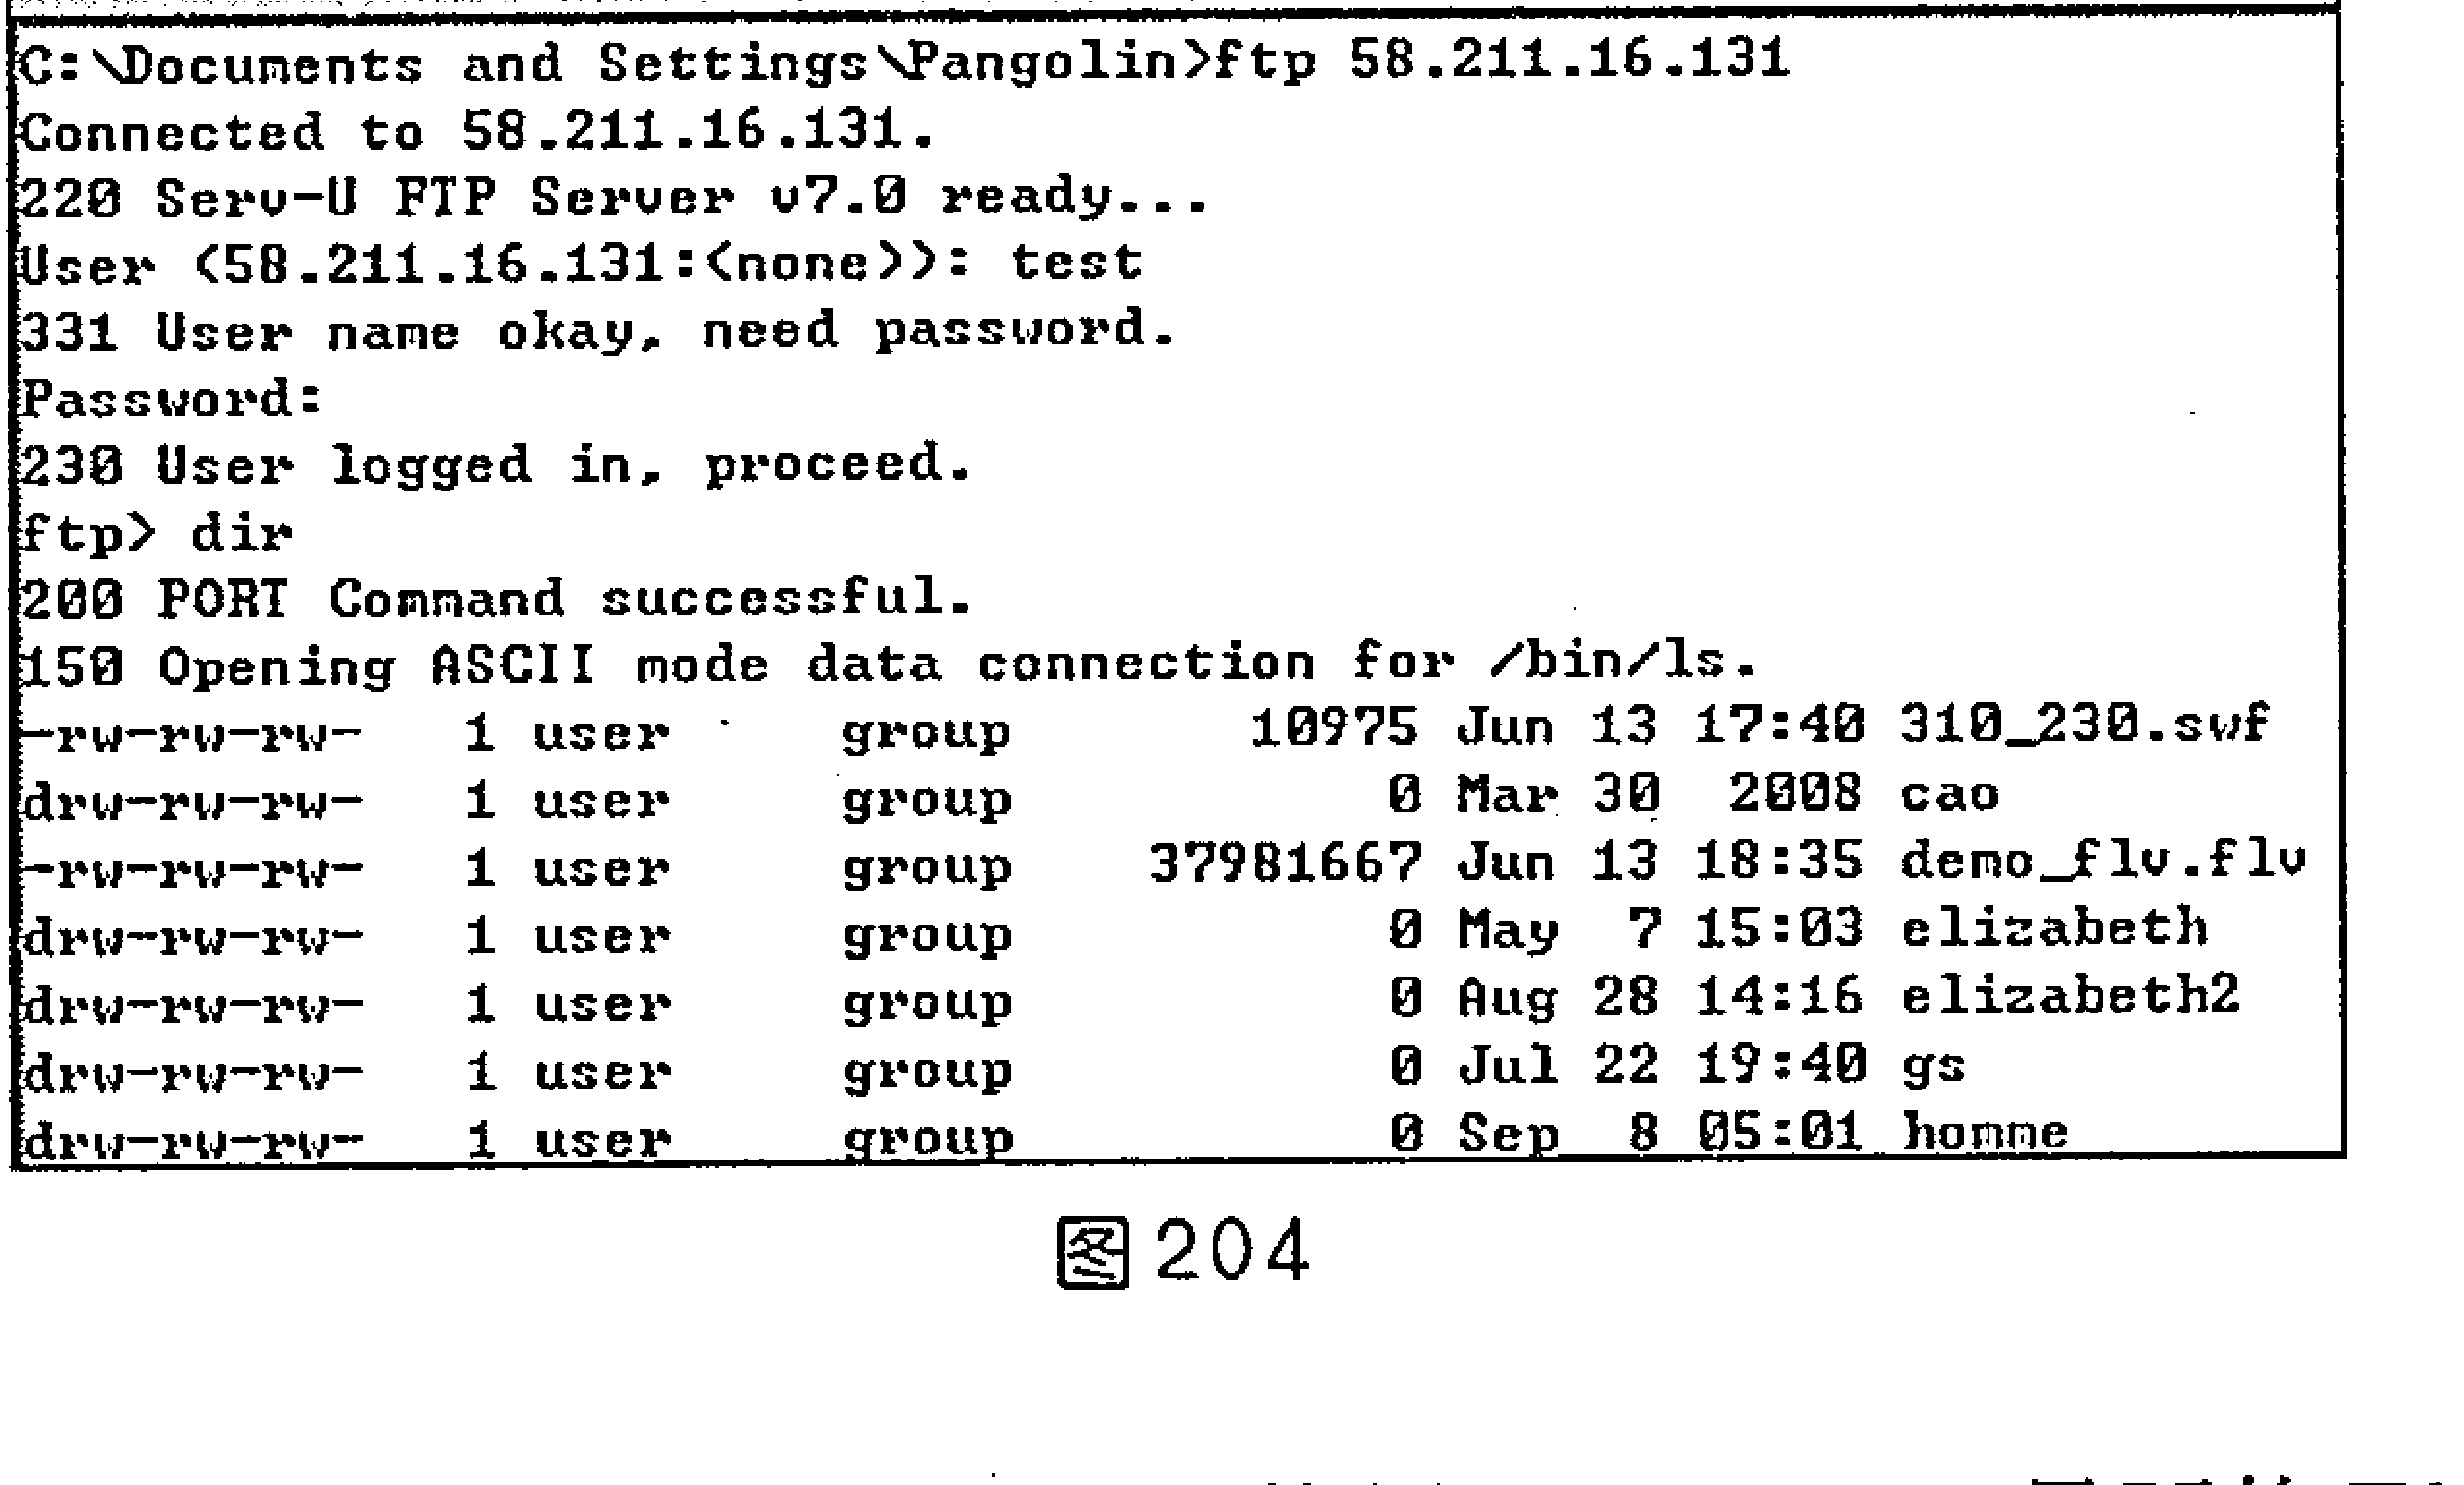 C:\Documents and Settings\Pangolin>ftp 58.211.16.131
Connected to 58.211.16.131.
220 Serv-U FTP Server v7.0 ready...
User (58.211.16.131:(none)): test
331 User name okay, need password.
Password:
230 User logged in, proceed.
ftp> dir
200 PORT Command successful.
150 Opening ASCII mode data connection for /bin/ls.
-rw-rw-rw-   1 user     group       10975 Jun 13 17:40 310_230.swf
drw-rw-rw-   1 user     group           0 Mar 30  2008 cao
-rw-rw-rw-   1 user     group    37981667 Jun 13 18:35 demo_flv.flv
drw-rw-rw-   1 user     group           0 May  7 15:03 elizabeth
drw-rw-rw-   1 user     group           0 Aug 28 14:16 elizabeth2
drw-rw-rw-   1 user     group           0 Jul 22 19:40 gs
drw-rw-rw-   1 user     group           0 Sep  8 05:01 homme
图204